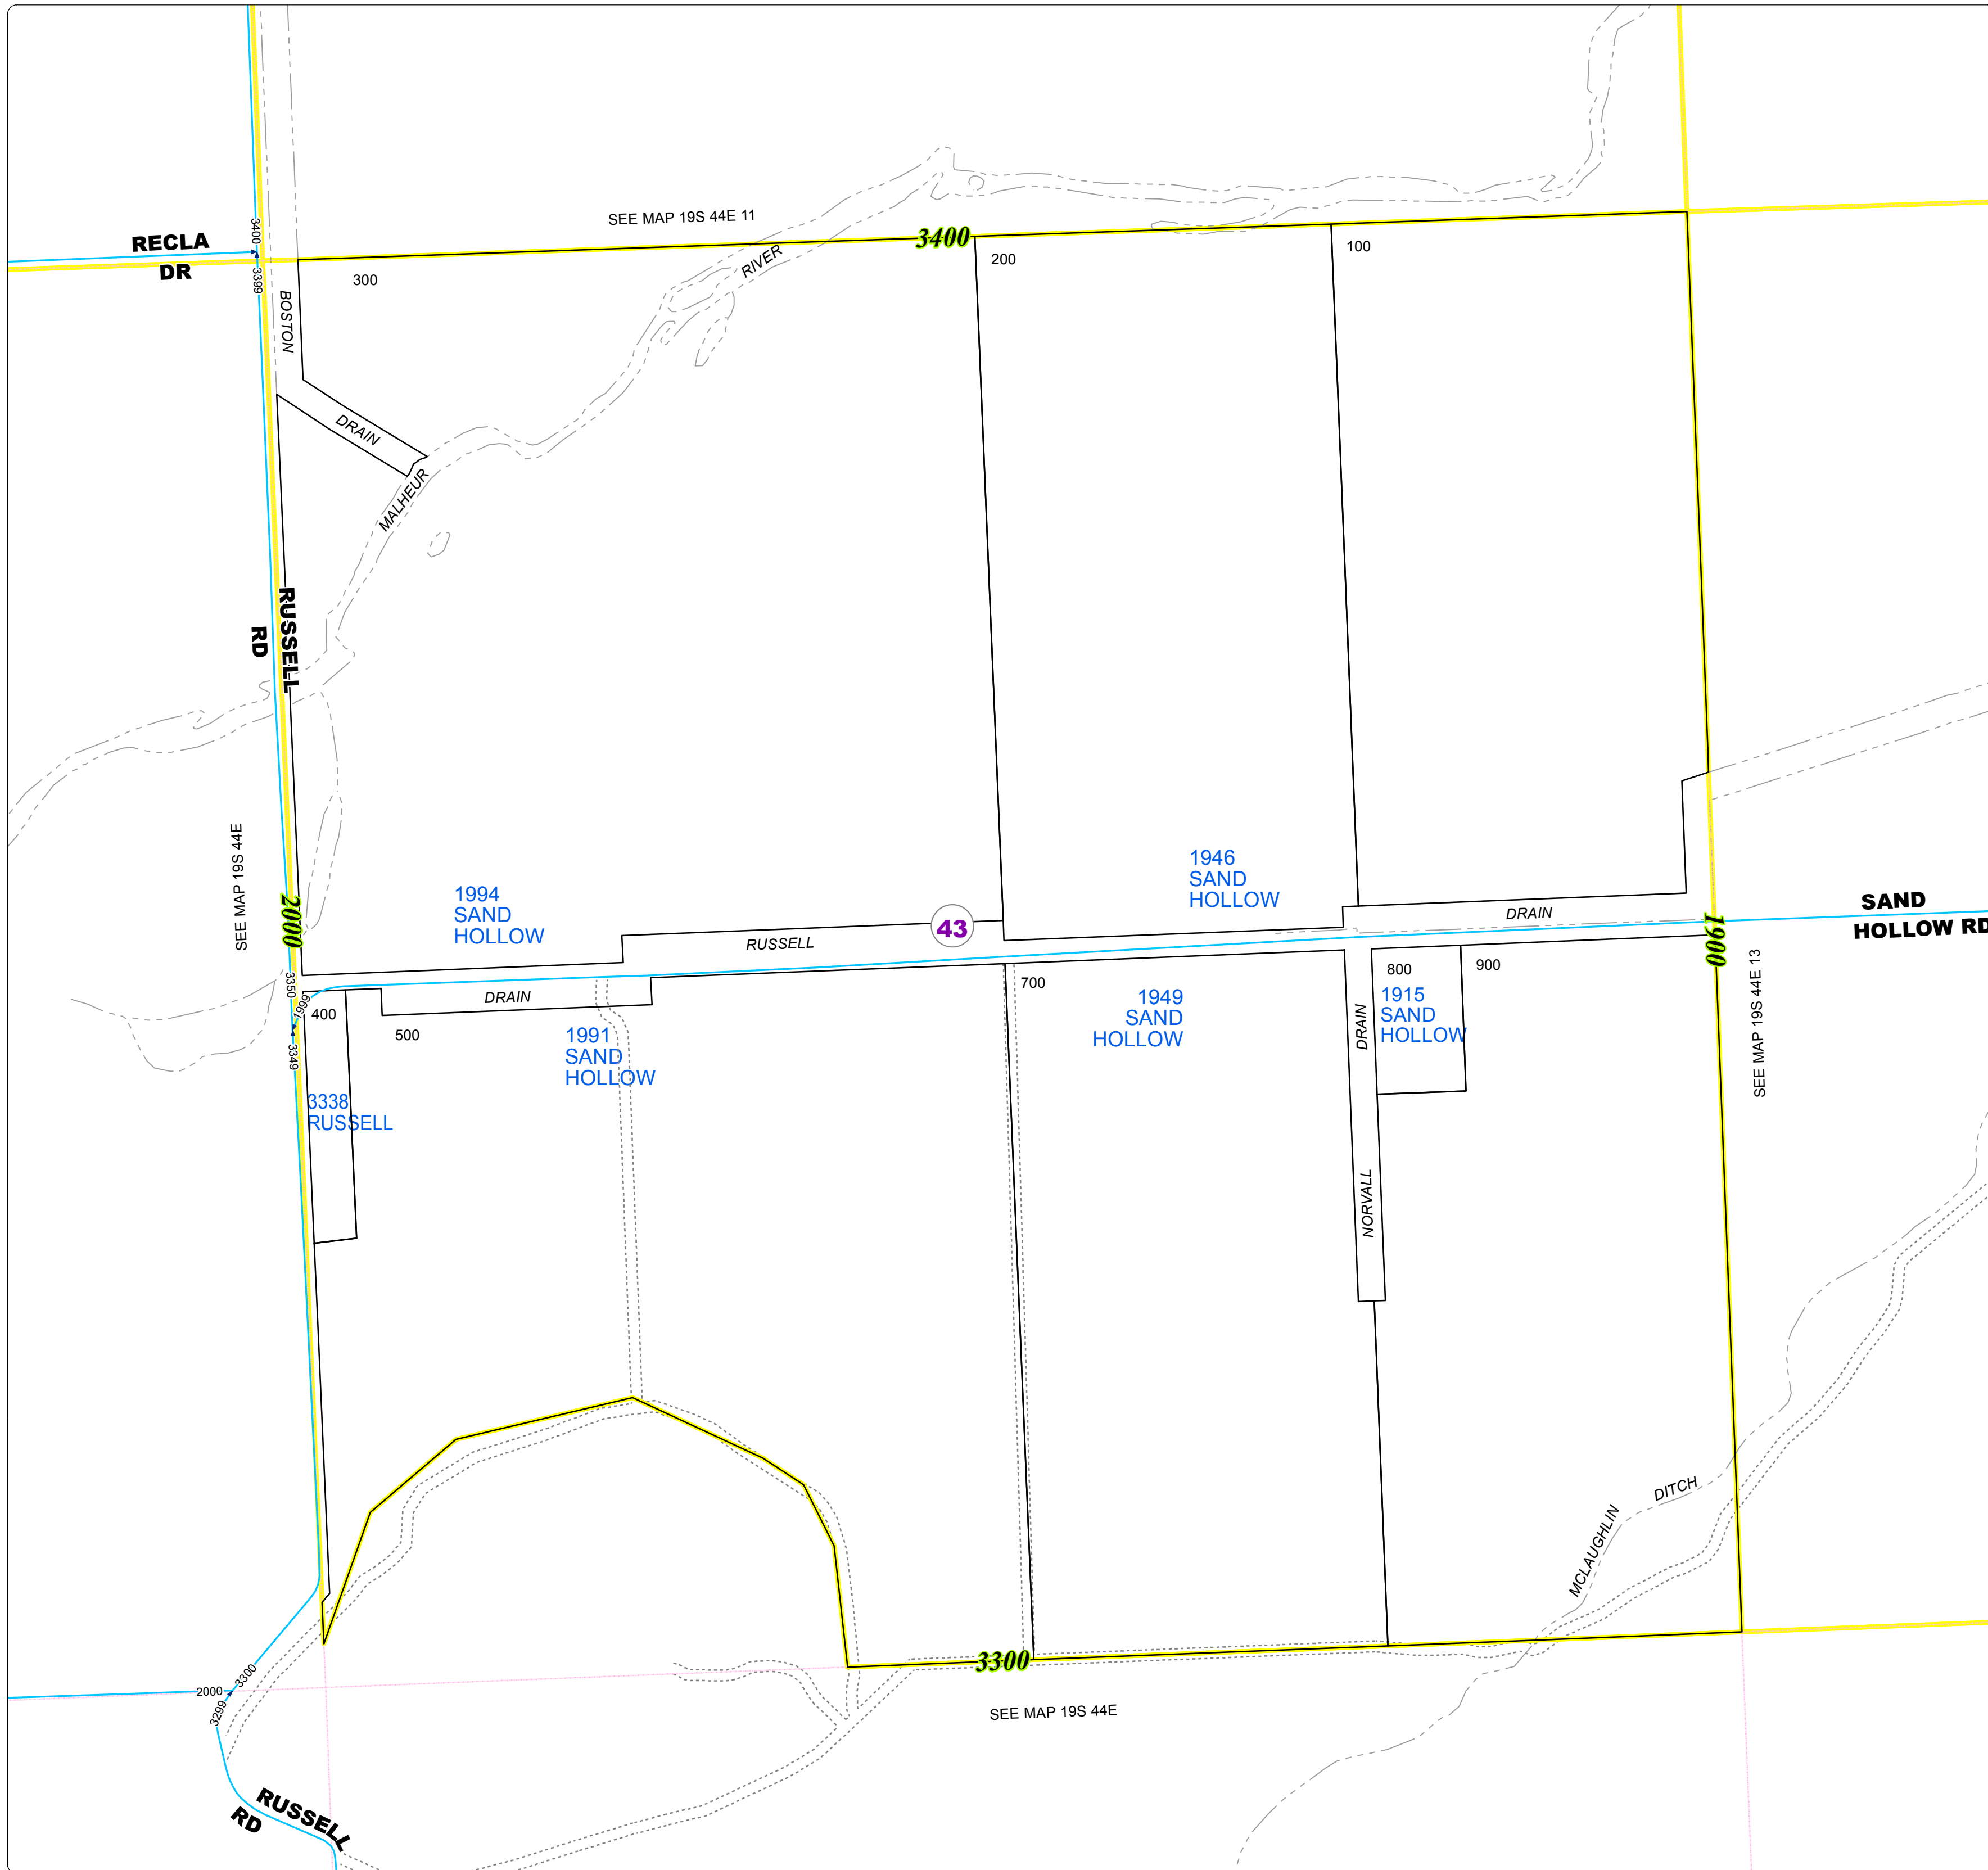 RECLA
DR
3400
3399
BOSTON
SEE MAP 19S 44E 11
3400
RIVER
300
200
100
DRAIN
MALHEUR
RUSSELL
RD
SEE MAP 19S 44E
2000
1994
SAND
HOLLOW
1946
SAND
HOLLOW
43
RUSSELL
DRAIN
SAND
HOLLOW RD
1900
3350
1999
3349
400
DRAIN
500
1991
SAND
HOLLOW
3338
RUSSELL
700
1949
SAND
HOLLOW
800
1915
SAND
HOLLOW
900
DRAIN
NORVALL
SEE MAP 19S 44E 13
DITCH
MCLAUGHLIN
3300
SEE MAP 19S 44E
2000
3300
3299
RUSSELL
RD